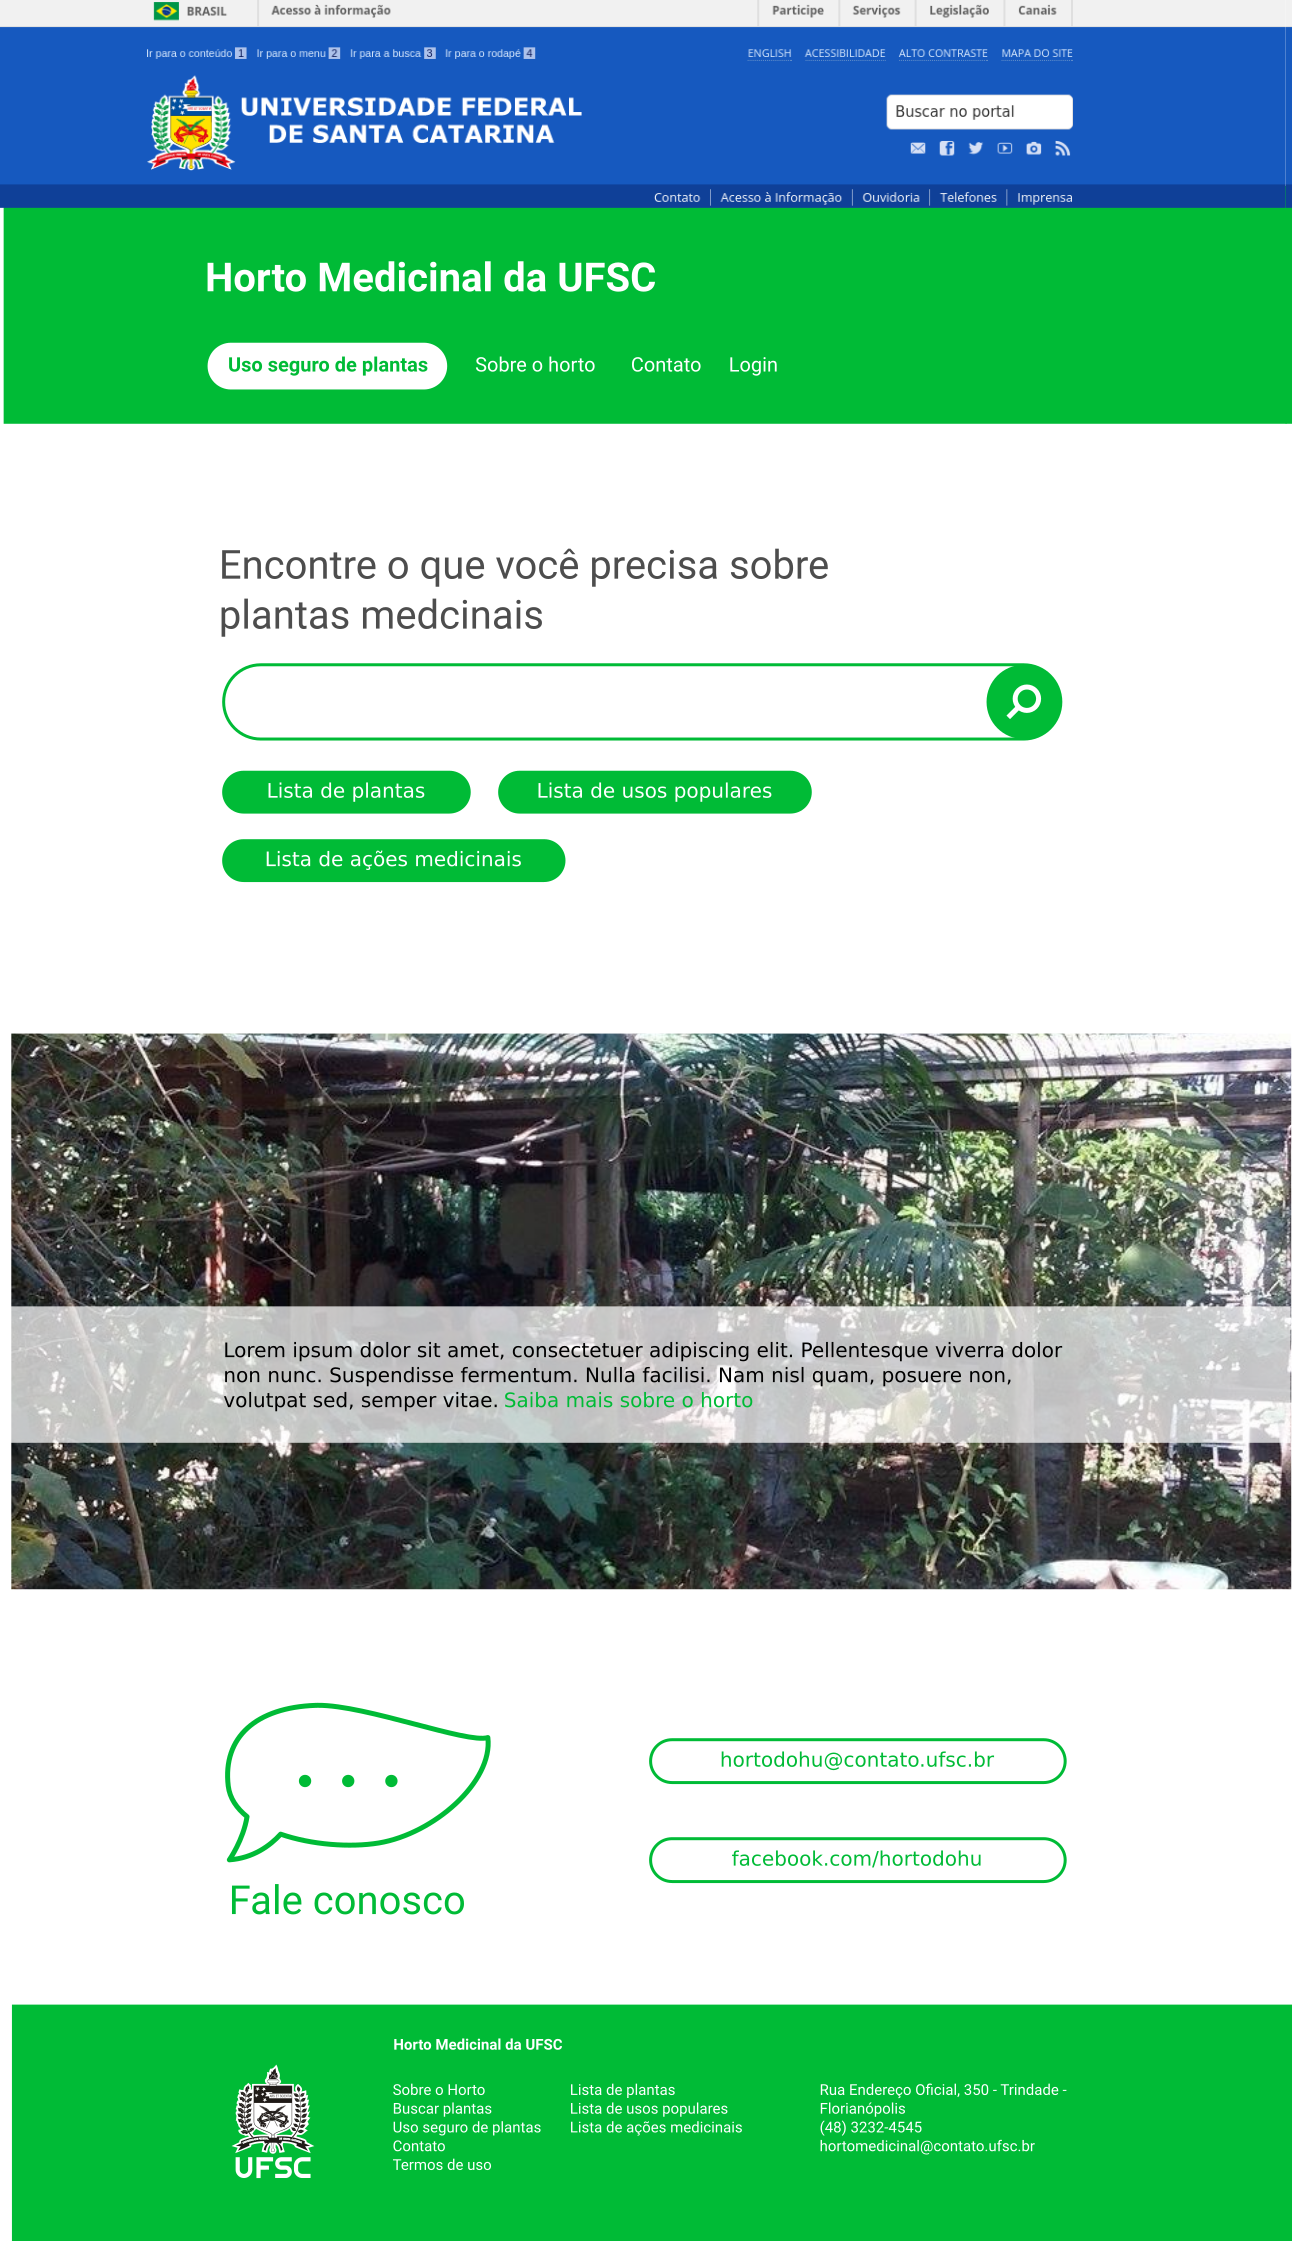 BRASIL
Acesso à informação
Participe
Serviços
Legislação
Canais
Ir para o conteúdo 1
Ir para o menu 2
Ir para a busca 3
Ir para o rodapé 4
ENGLISH
ACESSIBILIDADE
ALTO CONTRASTE
MAPA DO SITE
UNIVERSIDADE FEDERAL
DE SANTA CATARINA
Buscar no portal
Contato
Acesso à Informação
Ouvidoria
Telefones
Imprensa
Horto Medicinal da UFSC
Uso seguro de plantas
Sobre o horto
Contato
Login
Encontre o que você precisa sobre
plantas medcinais
Lista de plantas
Lista de usos populares
Lista de ações medicinais
Lorem ipsum dolor sit amet, consectetuer adipiscing elit. Pellentesque viverra dolor
non nunc. Suspendisse fermentum. Nulla facilisi. Nam nisl quam, posuere non,
volutpat sed, semper vitae. Saiba mais sobre o horto
hortodohu@contato.ufsc.br
facebook.com/hortodohu
Fale conosco
Horto Medicinal da UFSC
Sobre o Horto
Buscar plantas
Uso seguro de plantas
Contato
Termos de uso
Lista de plantas
Lista de usos populares
Lista de ações medicinais
Rua Endereço Oficial, 350 - Trindade -
Florianópolis
(48) 3232-4545
hortomedicinal@contato.ufsc.br
UFSC